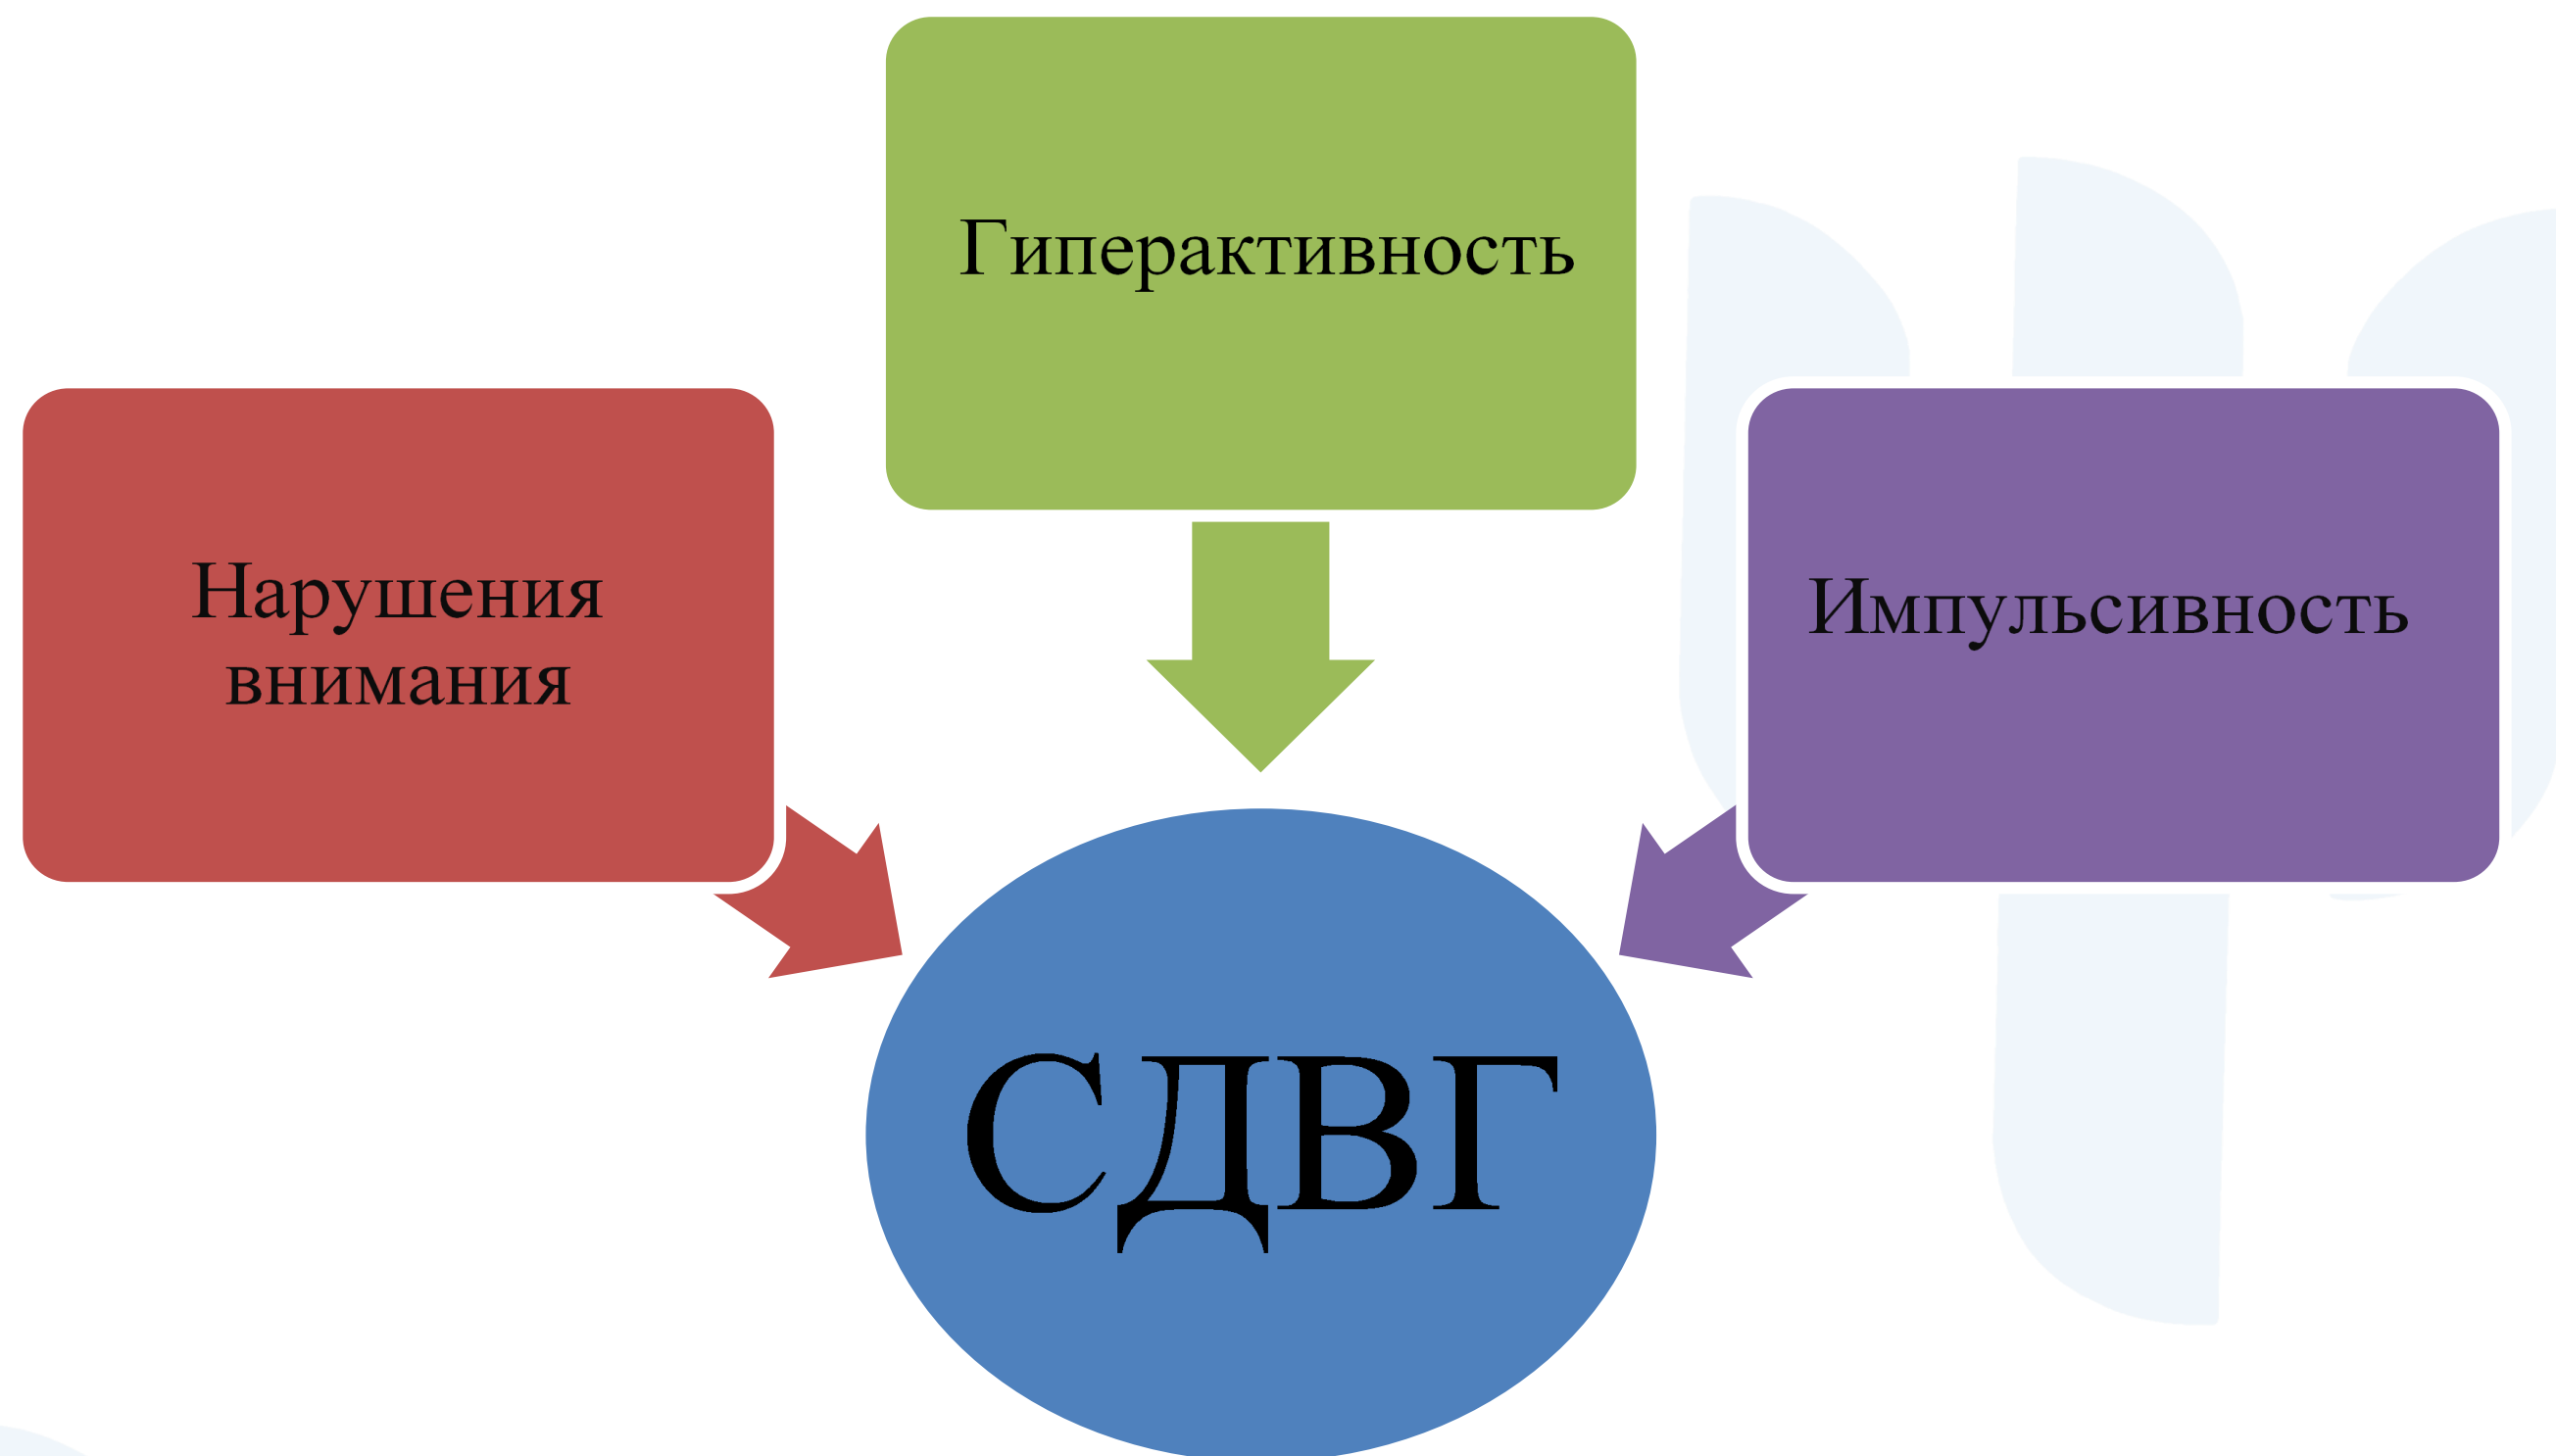 Гиперактивность
Нарушения
внимания
Импульсивность
СДВГ